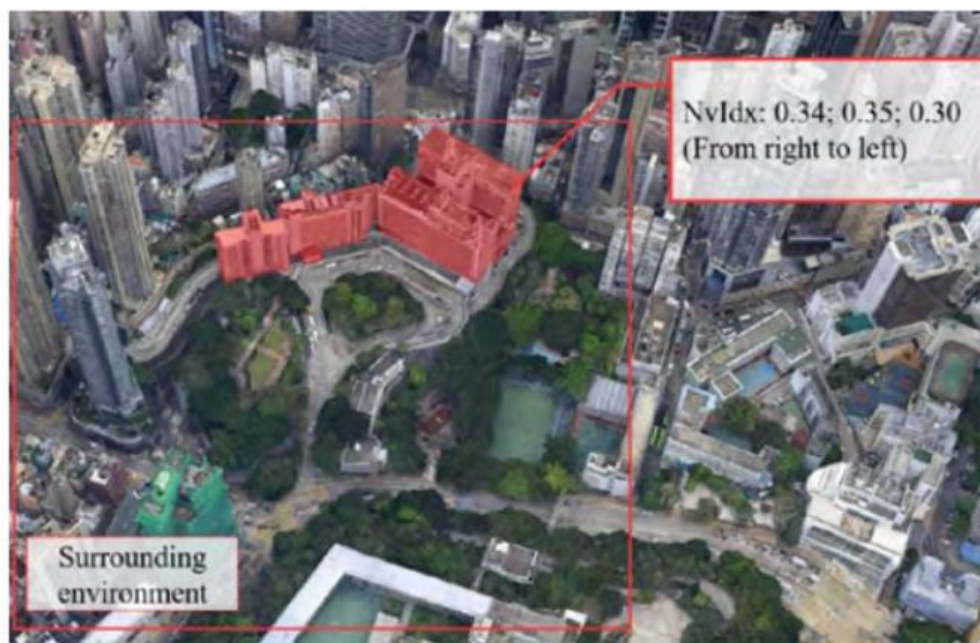 NvIdx: 0.34; 0.35; 0.30
(From right to left)
Surrounding
environment